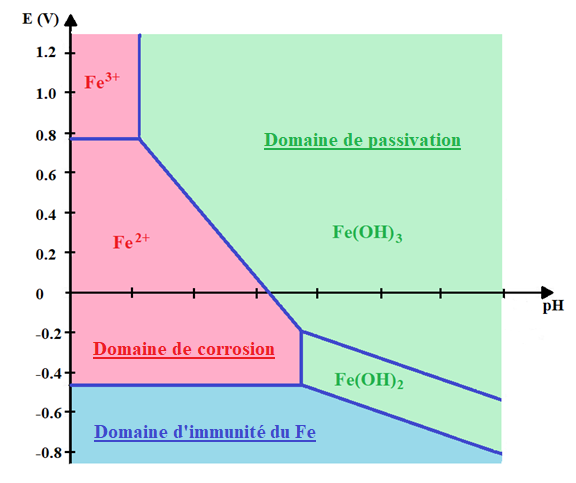 E (V)
1.2
1.0
0.8
0.6
0.4
0.2
0
-0.2
-0.4
-0.6
-0.8
pH
Fe³⁺
Domaine de passivation
Fe(OH)₃
Fe²⁺
Domaine de corrosion
Fe(OH)₂
Domaine d'immunité du Fe